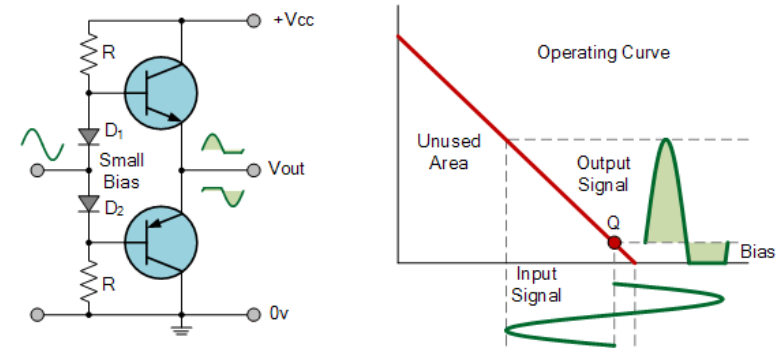 +Vcc
R
D1
Small
Bias
Vout
D2
R
0v
Operating Curve
Unused
Area
Output
Signal
Q
Bias
Input
Signal